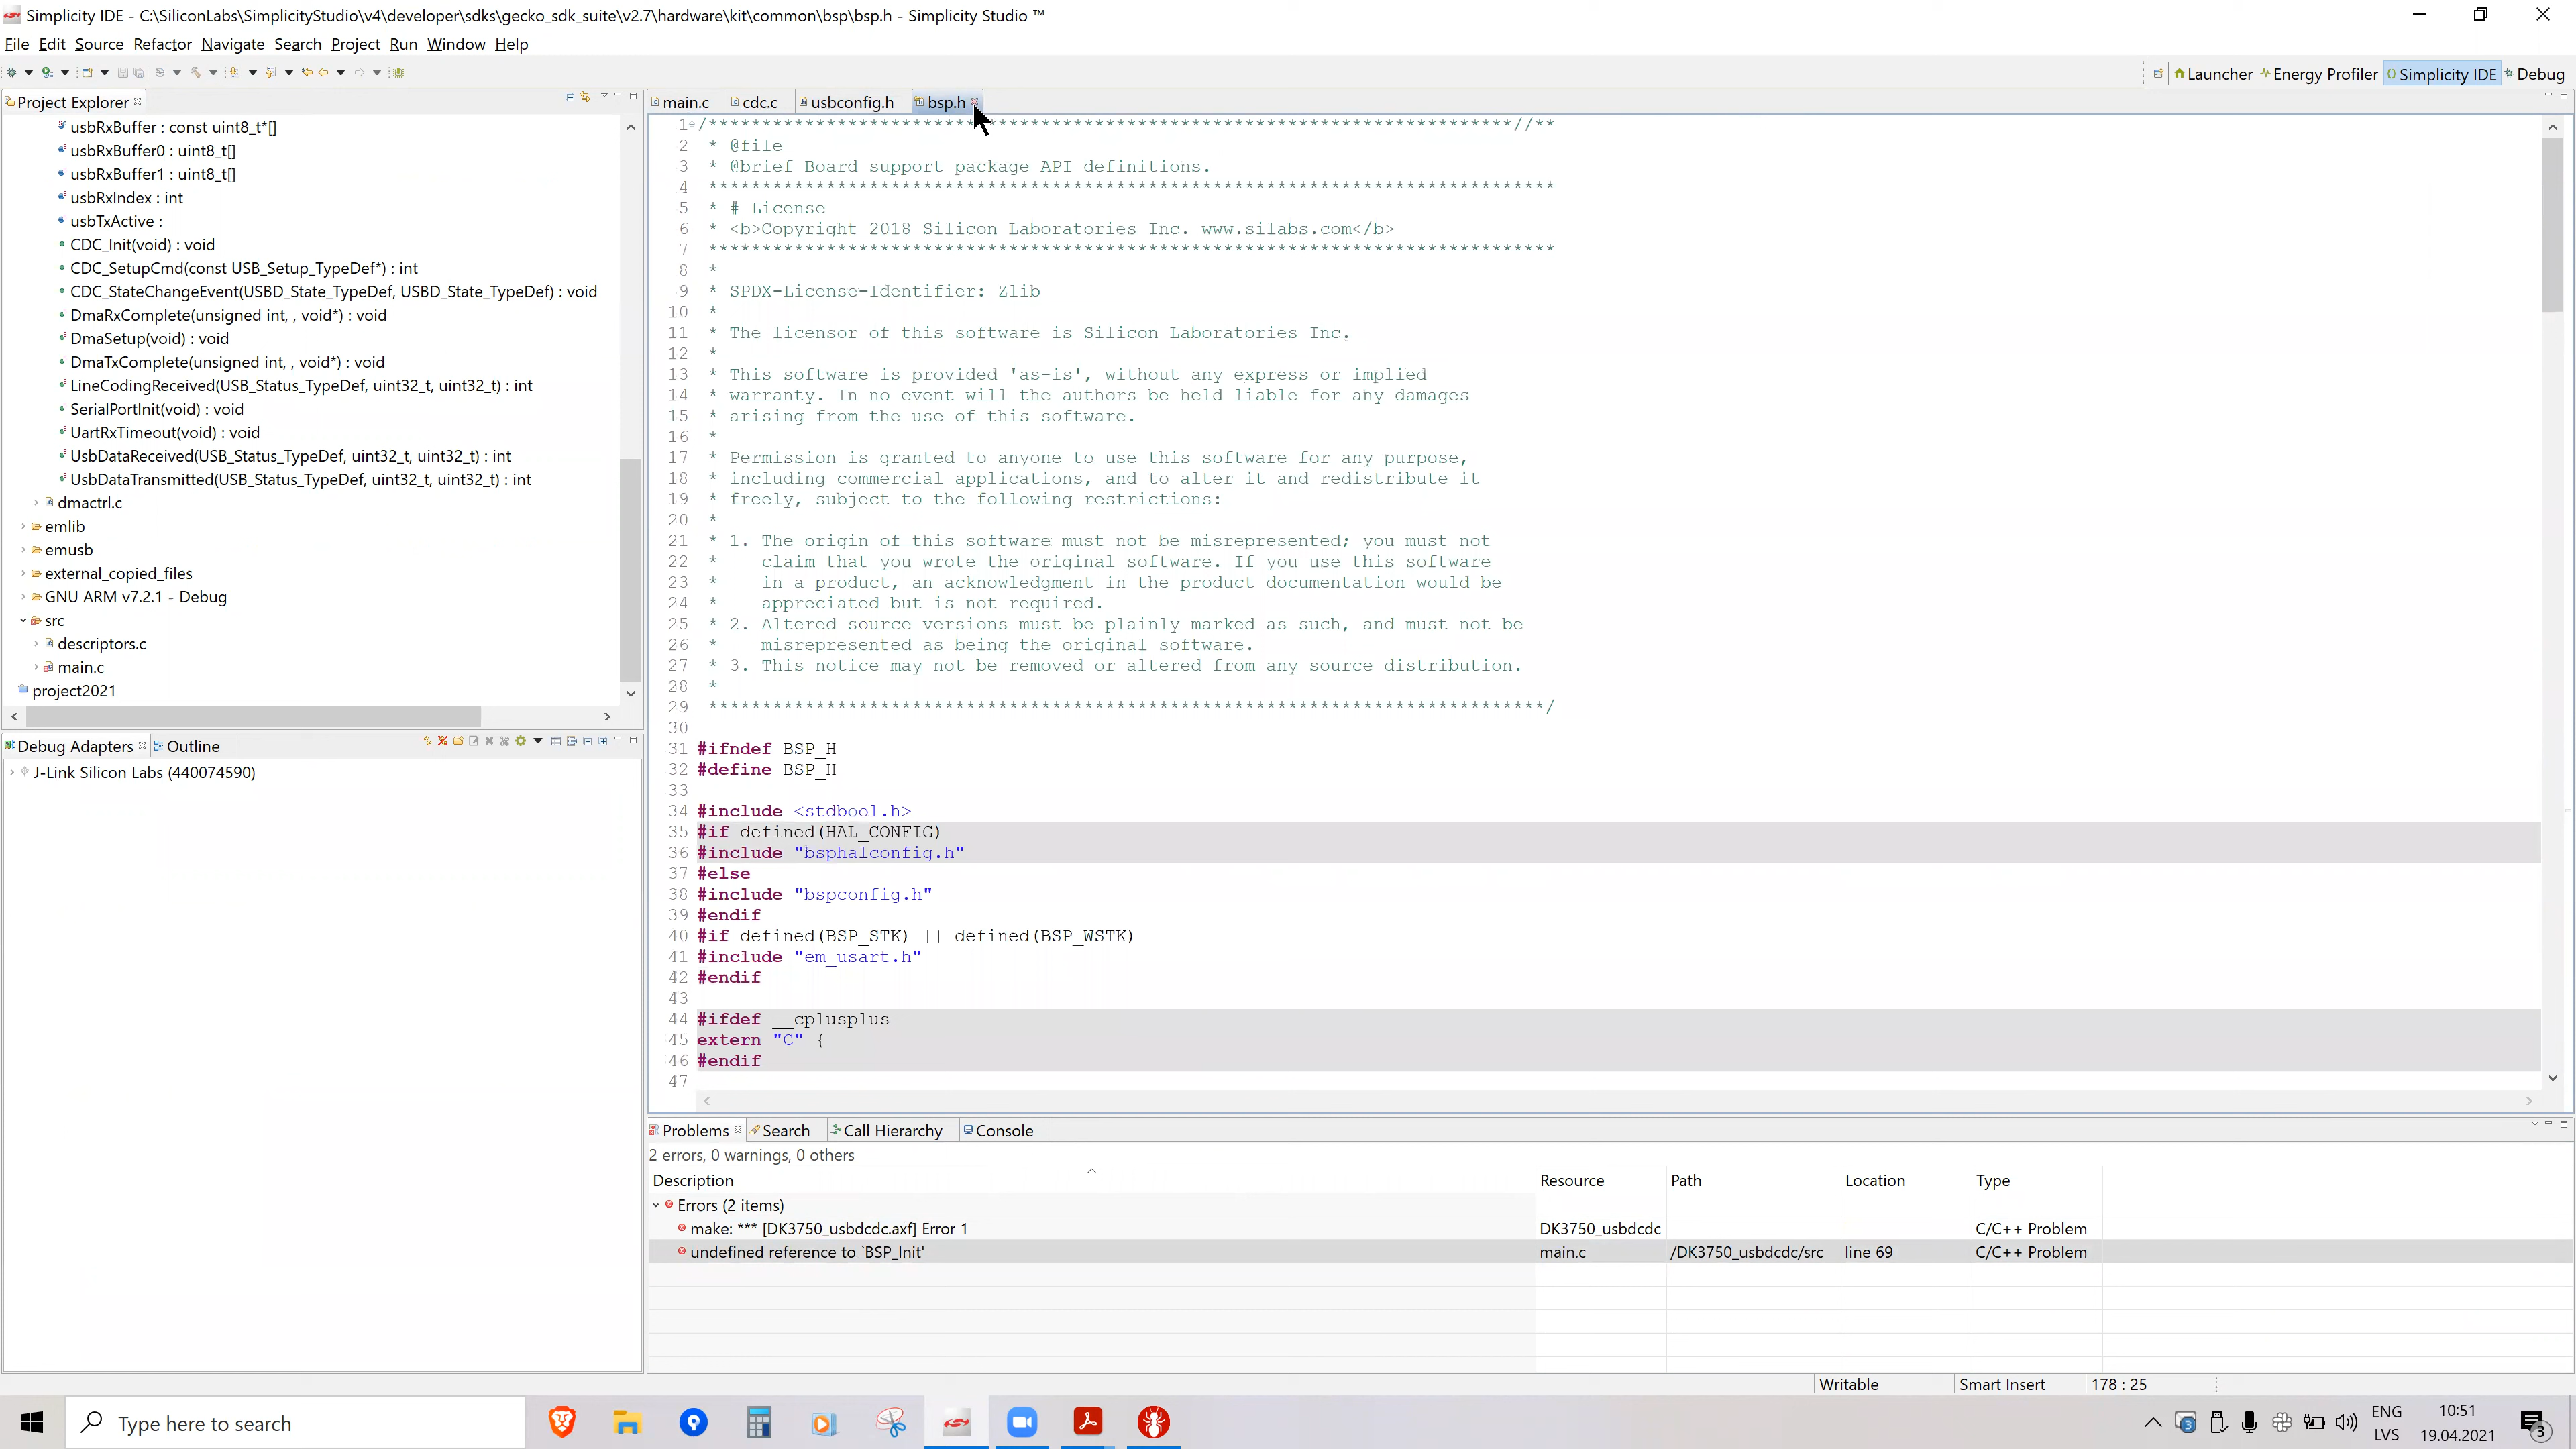 Simplicity IDE - C:\SiliconLabs\SimplicityStudio\v4\developer\sdks\gecko_sdk_suite\v2.7\hardware\kit\common\bsp\bsp.h - Simplicity Studio ™
File Edit Source Refactor Navigate Search Project Run Window Help
Launcher Energy Profiler Simplicity IDE Debug
Project Explorer
usbRxBuffer : const uint8_t*[]
usbRxBuffer0 : uint8_t[]
usbRxBuffer1 : uint8_t[]
usbRxIndex : int
usbTxActive :
CDC_Init(void) : void
CDC_SetupCmd(const USB_Setup_TypeDef*) : int
CDC_StateChangeEvent(USBD_State_TypeDef, USBD_State_TypeDef) : void
DmaRxComplete(unsigned int, , void*) : void
DmaSetup(void) : void
DmaTxComplete(unsigned int, , void*) : void
LineCodingReceived(USB_Status_TypeDef, uint32_t, uint32_t) : int
SerialPortInit(void) : void
UartRxTimeout(void) : void
UsbDataReceived(USB_Status_TypeDef, uint32_t, uint32_t) : int
UsbDataTransmitted(USB_Status_TypeDef, uint32_t, uint32_t) : int
dmactrl.c
emlib
emusb
external_copied_files
GNU ARM v7.2.1 - Debug
src
descriptors.c
main.c
project2021
Debug Adapters Outline
J-Link Silicon Labs (440074590)
main.c cdc.c usbconfig.h bsp.h
1 /***************************************************************************//**
2 * @file
3 * @brief Board support package API definitions.
4 *******************************************************************************
5 * # License
6 * <b>Copyright 2018 Silicon Laboratories Inc. www.silabs.com</b>
7 *******************************************************************************
8 *
9 * SPDX-License-Identifier: Zlib
10 *
11 * The licensor of this software is Silicon Laboratories Inc.
12 *
13 * This software is provided 'as-is', without any express or implied
14 * warranty. In no event will the authors be held liable for any damages
15 * arising from the use of this software.
16 *
17 * Permission is granted to anyone to use this software for any purpose,
18 * including commercial applications, and to alter it and redistribute it
19 * freely, subject to the following restrictions:
20 *
21 * 1. The origin of this software must not be misrepresented; you must not
22 *    claim that you wrote the original software. If you use this software
23 *    in a product, an acknowledgment in the product documentation would be
24 *    appreciated but is not required.
25 * 2. Altered source versions must be plainly marked as such, and must not be
26 *    misrepresented as being the original software.
27 * 3. This notice may not be removed or altered from any source distribution.
28 *
29 ******************************************************************************/
30
31 #ifndef BSP_H
32 #define BSP_H
33
34 #include <stdbool.h>
35 #if defined(HAL_CONFIG)
36 #include "bsphalconfig.h"
37 #else
38 #include "bspconfig.h"
39 #endif
40 #if defined(BSP_STK) || defined(BSP_WSTK)
41 #include "em_usart.h"
42 #endif
43
44 #ifdef __cplusplus
45 extern "C" {
46 #endif
47
Problems Search Call Hierarchy Console
2 errors, 0 warnings, 0 others
Description Resource Path Location Type
Errors (2 items)
make: *** [DK3750_usbdcdc.axf] Error 1 DK3750_usbdcdc C/C++ Problem
undefined reference to `BSP_Init' main.c /DK3750_usbdcdc/src line 69 C/C++ Problem
Writable Smart Insert 178 : 25
Type here to search
3
ENG
LVS
10:51
19.04.2021
3